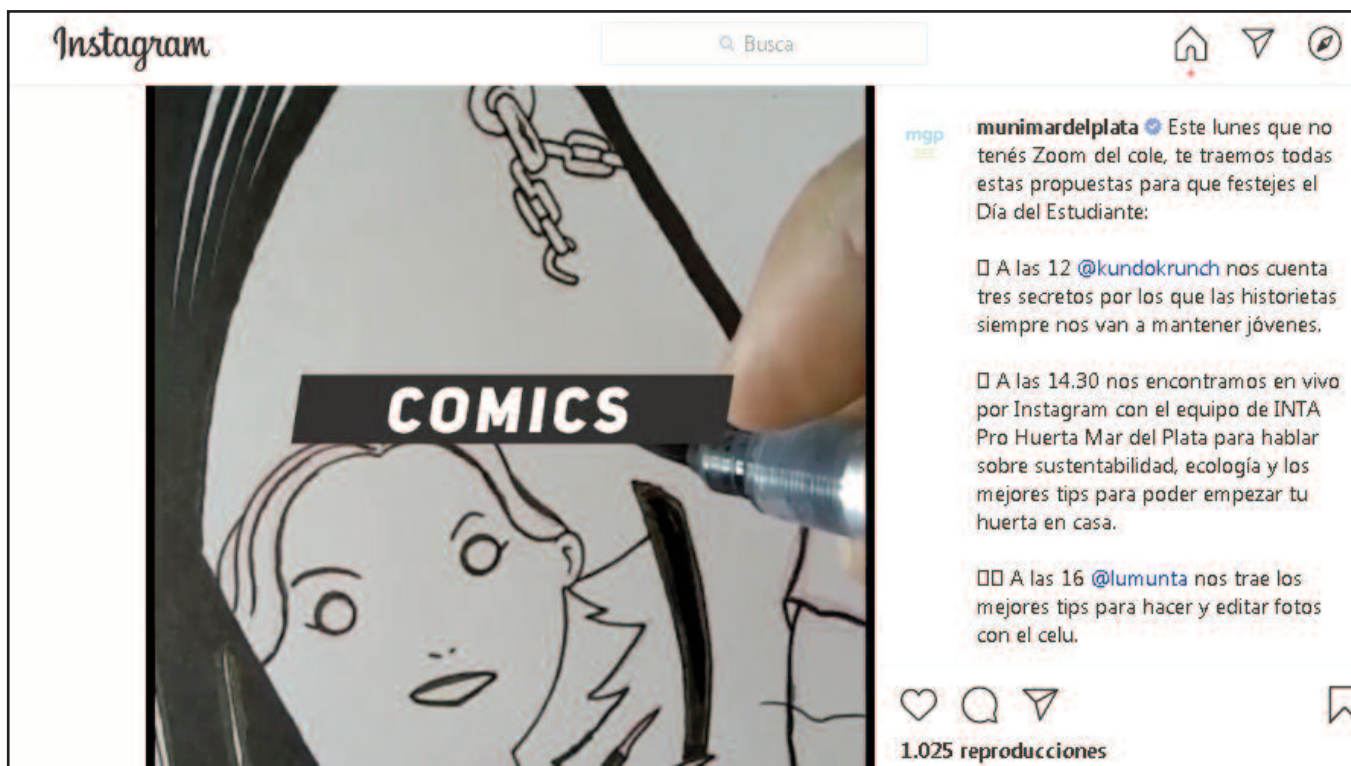 Instagram
Busca
COMICS
mgp
munimardelplata Este lunes que no
tenés Zoom del cole, te traemos todas
estas propuestas para que festejes el
Día del Estudiante:
A las 12 @kundokrunch nos cuenta
tres secretos por los que las historietas
siempre nos van a mantener jóvenes.
A las 14.30 nos encontramos en vivo
por Instagram con el equipo de INTA
Pro Huerta Mar del Plata para hablar
sobre sustentabilidad, ecología y los
mejores tips para poder empezar tu
huerta en casa.
A las 16 @lumunta nos trae los
mejores tips para hacer y editar fotos
con el celu.
1.025 reproducciones